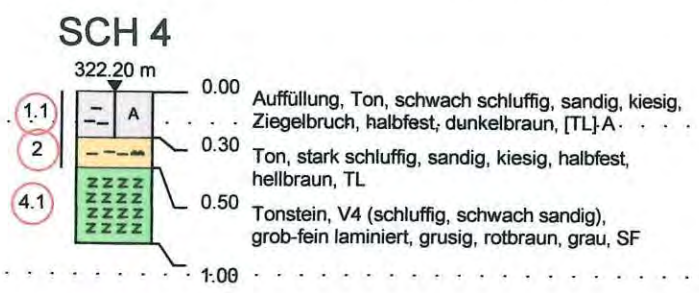 SCH 4
322.20 m
0.00
1.1
A
Auffüllung, Ton, schwach schluffig, sandig, kiesig,
Ziegelbruch, halbfest, dunkelbraun, [TL] A
2
0.30
Ton, stark schluffig, sandig, kiesig, halbfest,
hellbraun, TL
4.1
0.50
Z Z Z Z
Z Z Z Z
Z Z Z Z
Z Z Z Z
Tonstein, V4 (schluffig, schwach sandig),
grob-fein laminiert, grusig, rotbraun, grau, SF
1.00